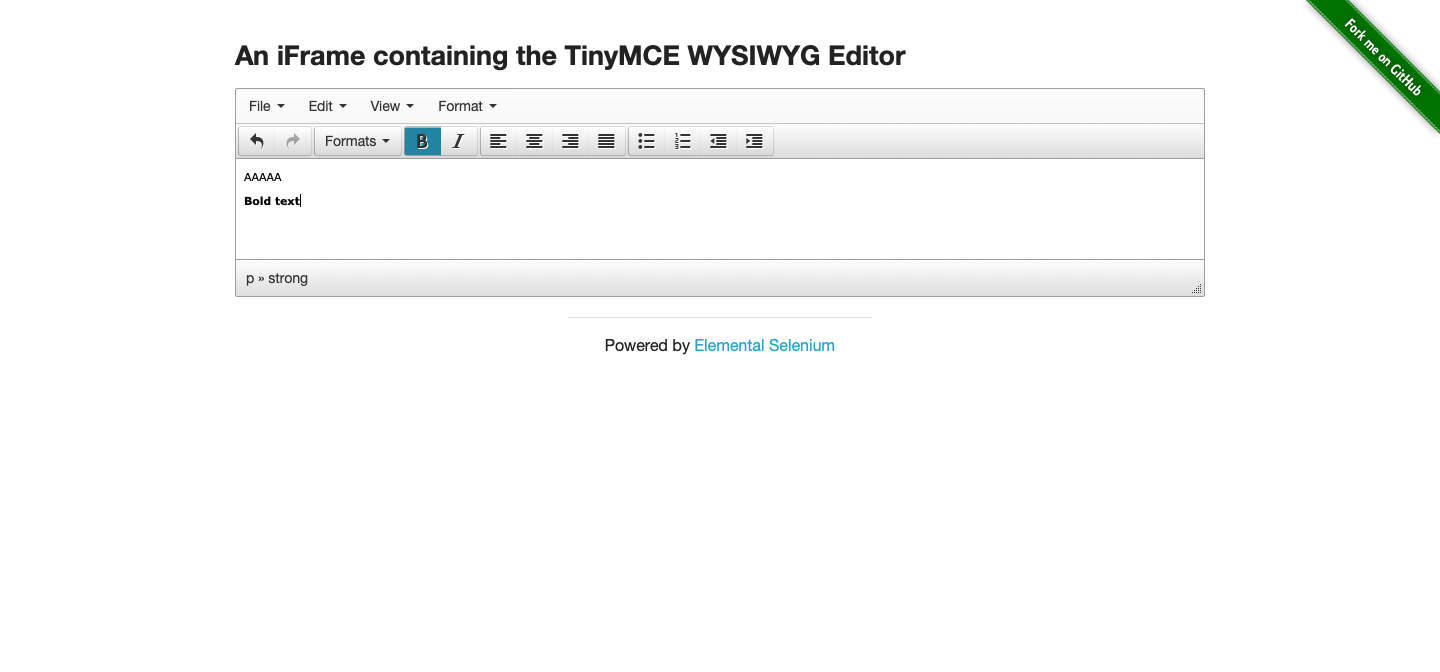 Fork me on GitHub
An iFrame containing the TinyMCE WYSIWYG Editor
File Edit View Format
Formats B I
AAAAA
Bold text
p » strong
Powered by Elemental Selenium